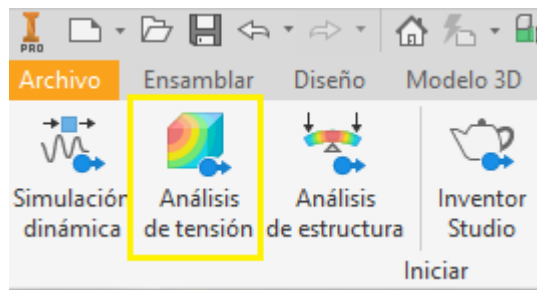 PRO
Archivo Ensamblar Diseño Modelo 3D
Simulación Análisis Análisis Inventor
dinámica de tensión de estructura Studio
Iniciar